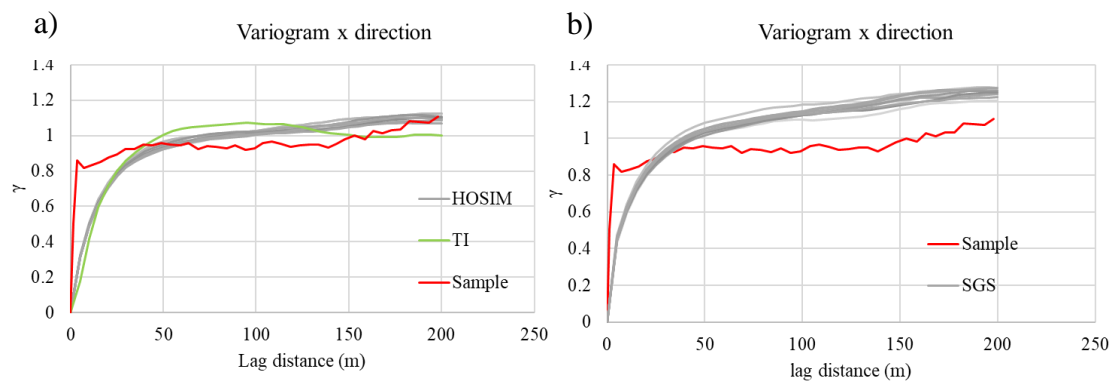 a)
Variogram x direction
1.4
1.2
1
0.8
0.6
0.4
0.2
0
γ
0 50 100 150 200 250
Lag distance (m)
HOSIM
TI
Sample
b)
Variogram x direction
1.4
1.2
1
0.8
0.6
0.4
0.2
0
γ
0 50 100 150 200 250
lag distance (m)
Sample
SGS